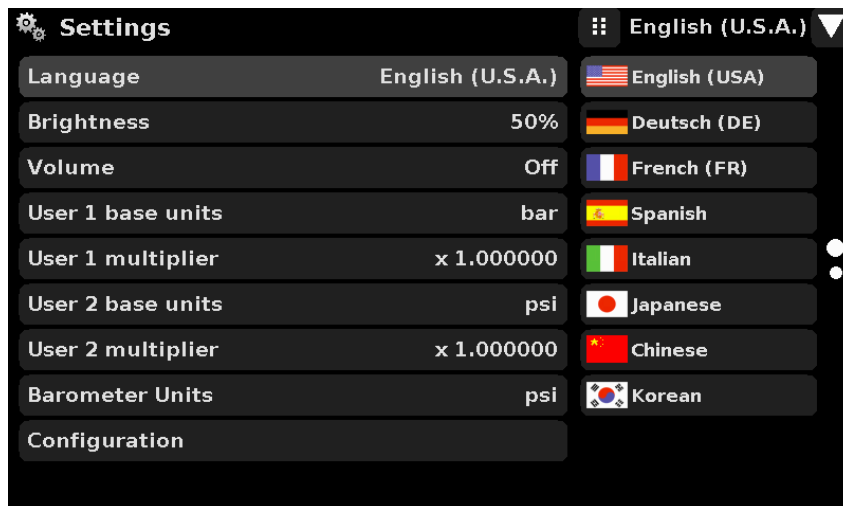 Settings
English (U.S.A.)
Language English (U.S.A.)
Brightness 50%
Volume Off
User 1 base units bar
User 1 multiplier x 1.000000
User 2 base units psi
User 2 multiplier x 1.000000
Barometer Units psi
Configuration
English (USA)
Deutsch (DE)
French (FR)
Spanish
Italian
Japanese
Chinese
Korean